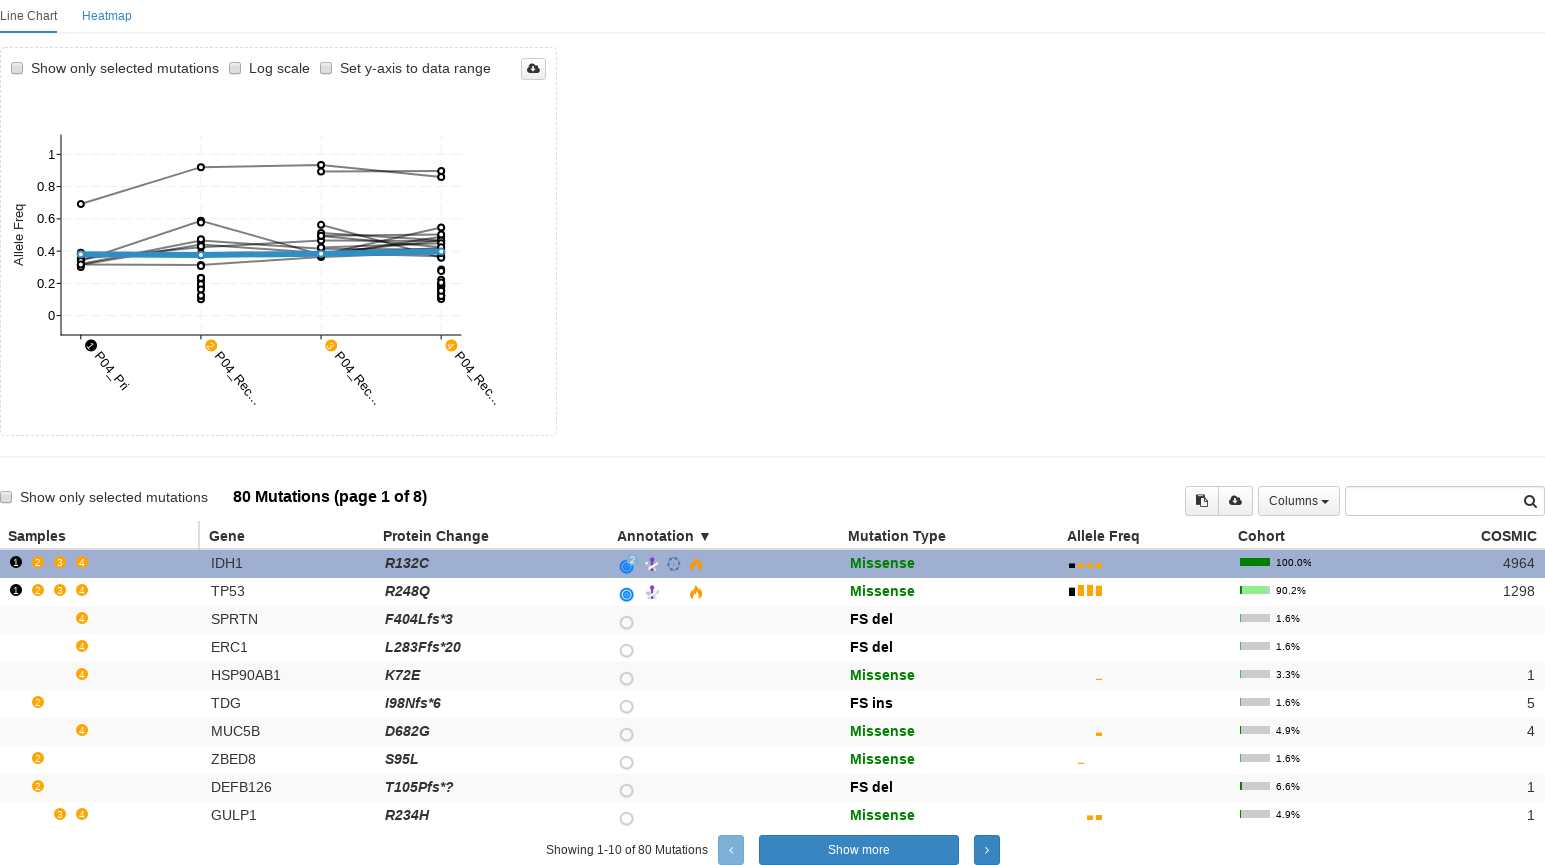 Line Chart Heatmap
Show only selected mutations Log scale Set y-axis to data range
1
0.8
0.6
0.4
0.2
0
Allele Freq
1 P04_Pri
2 P04_Rec...
3 P04_Rec...
4 P04_Rec...
Show only selected mutations 80 Mutations (page 1 of 8) Columns
Samples Gene Protein Change Annotation ▼ Mutation Type Allele Freq Cohort COSMIC
1 2 3 4 IDH1 R132C 2 Missense 100.0% 4964
1 2 3 4 TP53 R248Q Missense 90.2% 1298
4 SPRTN F404Lfs*3 FS del 1.6%
4 ERC1 L283Ffs*20 FS del 1.6%
4 HSP90AB1 K72E Missense 3.3% 1
2 TDG I98Nfs*6 FS ins 1.6% 5
4 MUC5B D682G Missense 4.9% 4
2 ZBED8 S95L Missense 1.6%
2 DEFB126 T105Pfs*? FS del 6.6% 1
3 4 GULP1 R234H Missense 4.9% 1
Showing 1-10 of 80 Mutations ‹ Show more ›